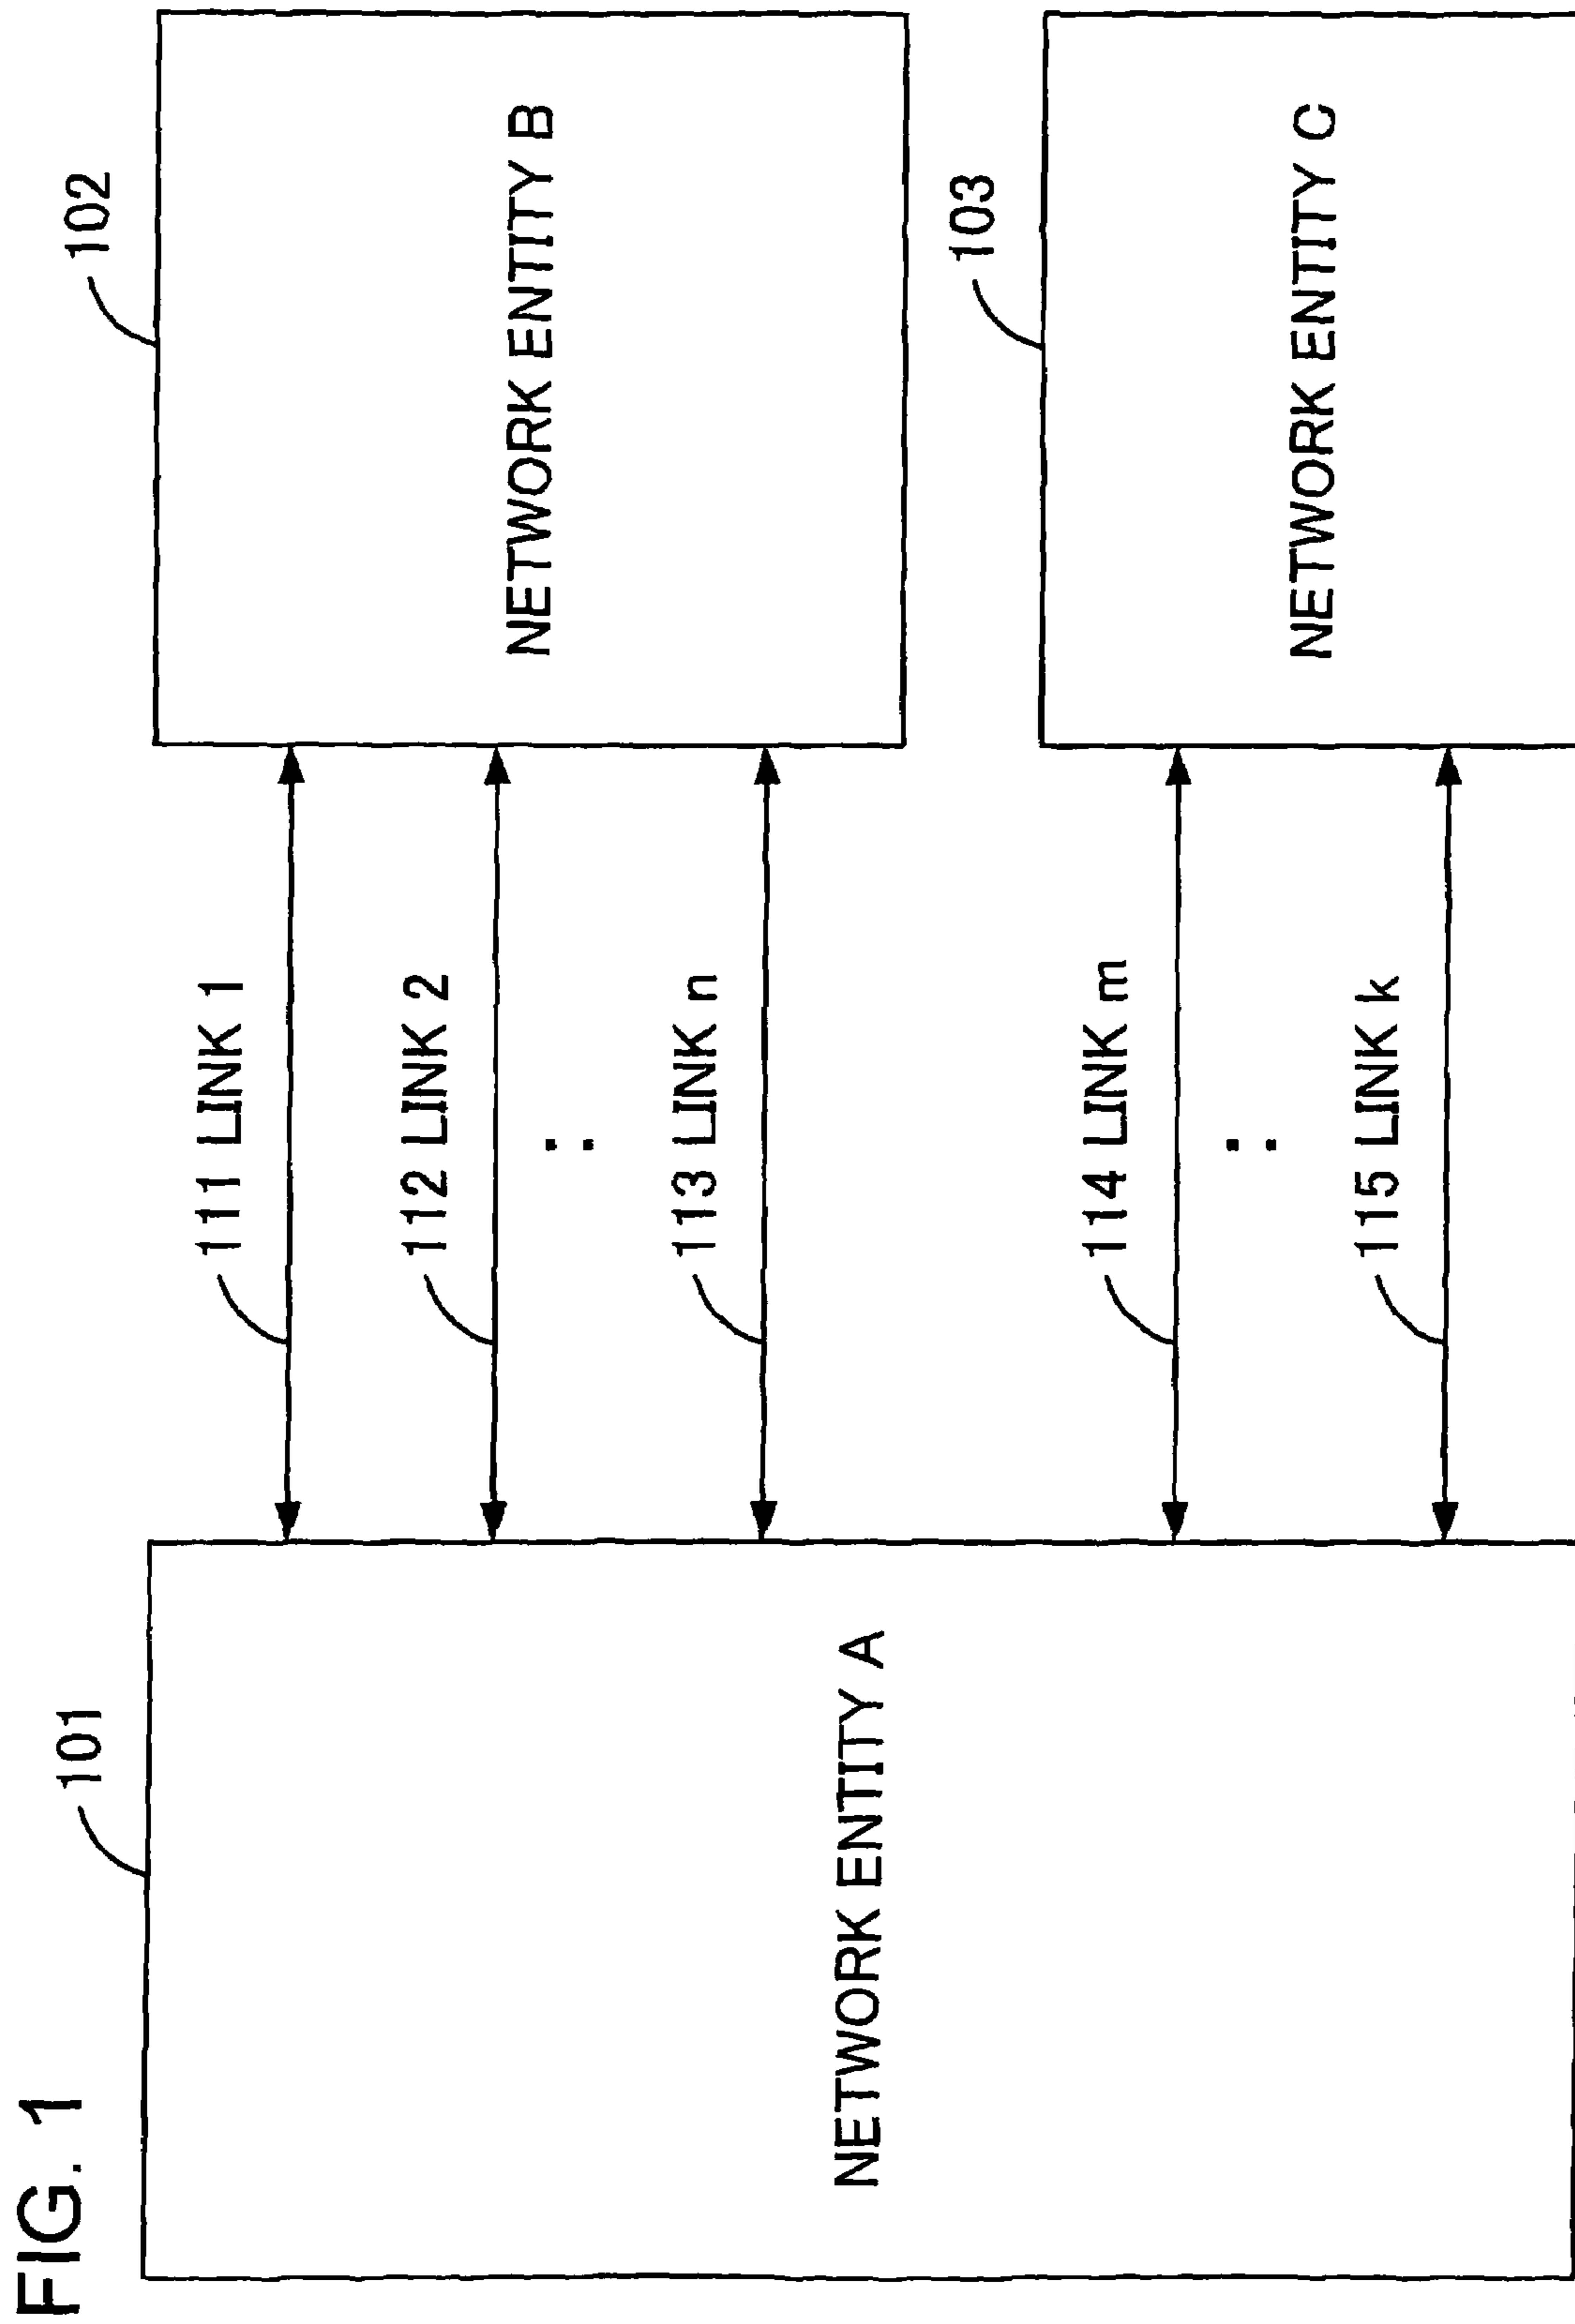 FIG. 1
101
NETWORK ENTITY A
111 LINK 1
112 LINK 2
:
113 LINK n
114 LINK m
:
115 LINK k
102
NETWORK ENTITY B
103
NETWORK ENTITY C